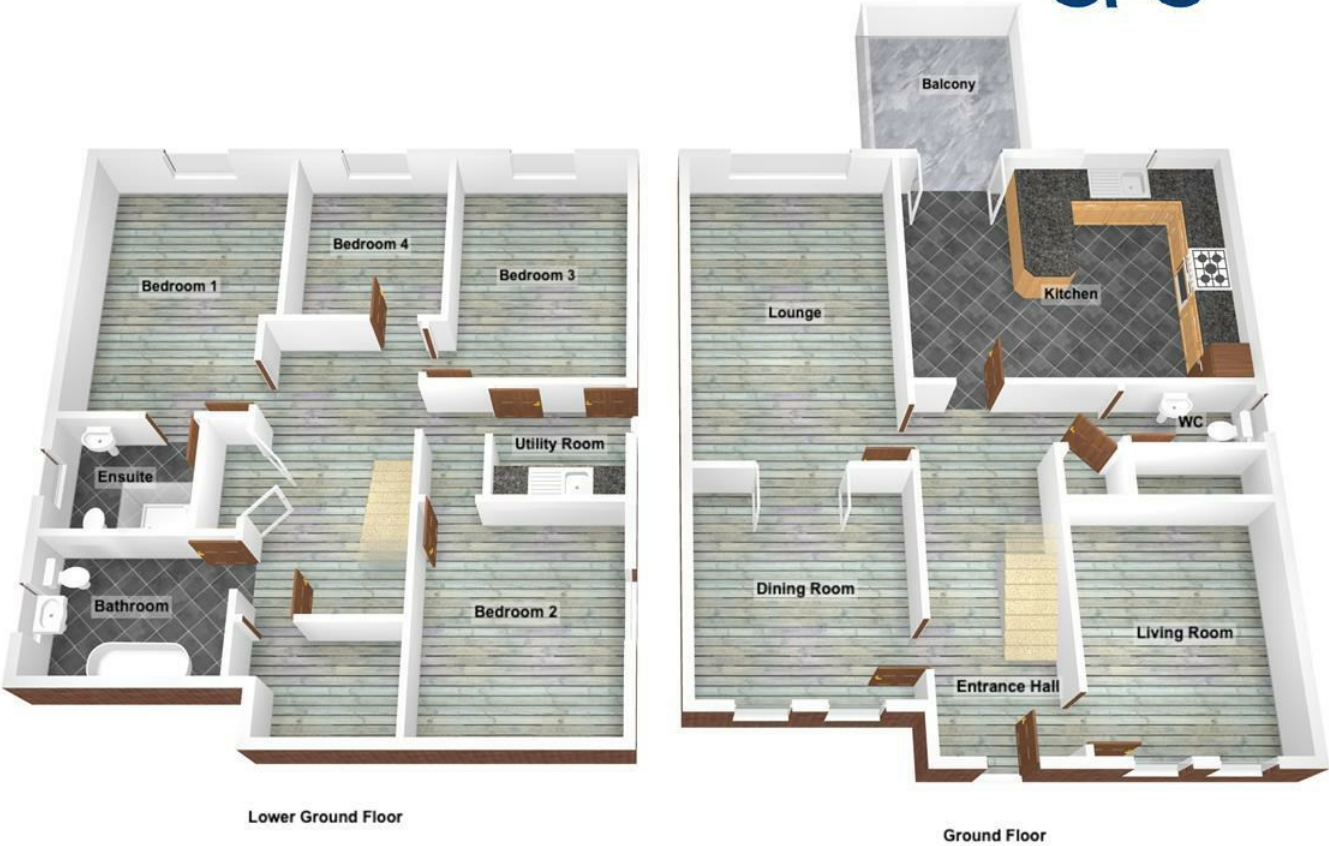 Balcony
Bedroom 4
Bedroom 3
Bedroom 1
Lounge
Kitchen
WC
Utility Room
Ensuite
Dining Room
Bathroom
Bedroom 2
Living Room
Entrance Hall
Lower Ground Floor
Ground Floor